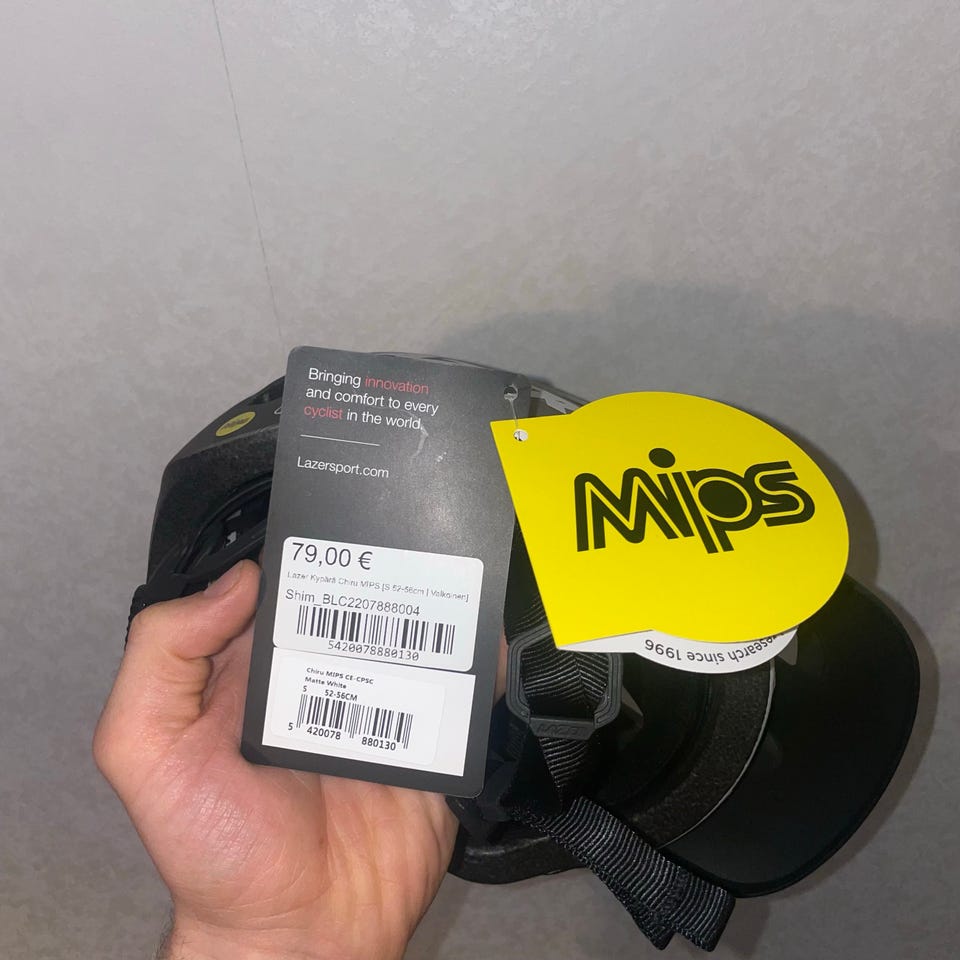 Bringing innovation
and comfort to every
cyclist in the world.
Lazersport.com
79,00 €
Lazer Kypärä Chiru MIPS [S 52-56cm | Valkoinen]
Shim_BLC2207888004
5420078880130
Chiru MIPS CE-CPSC
Matte White
S 52-56CM
5 420078 880130
Mips
research since 1996
mips